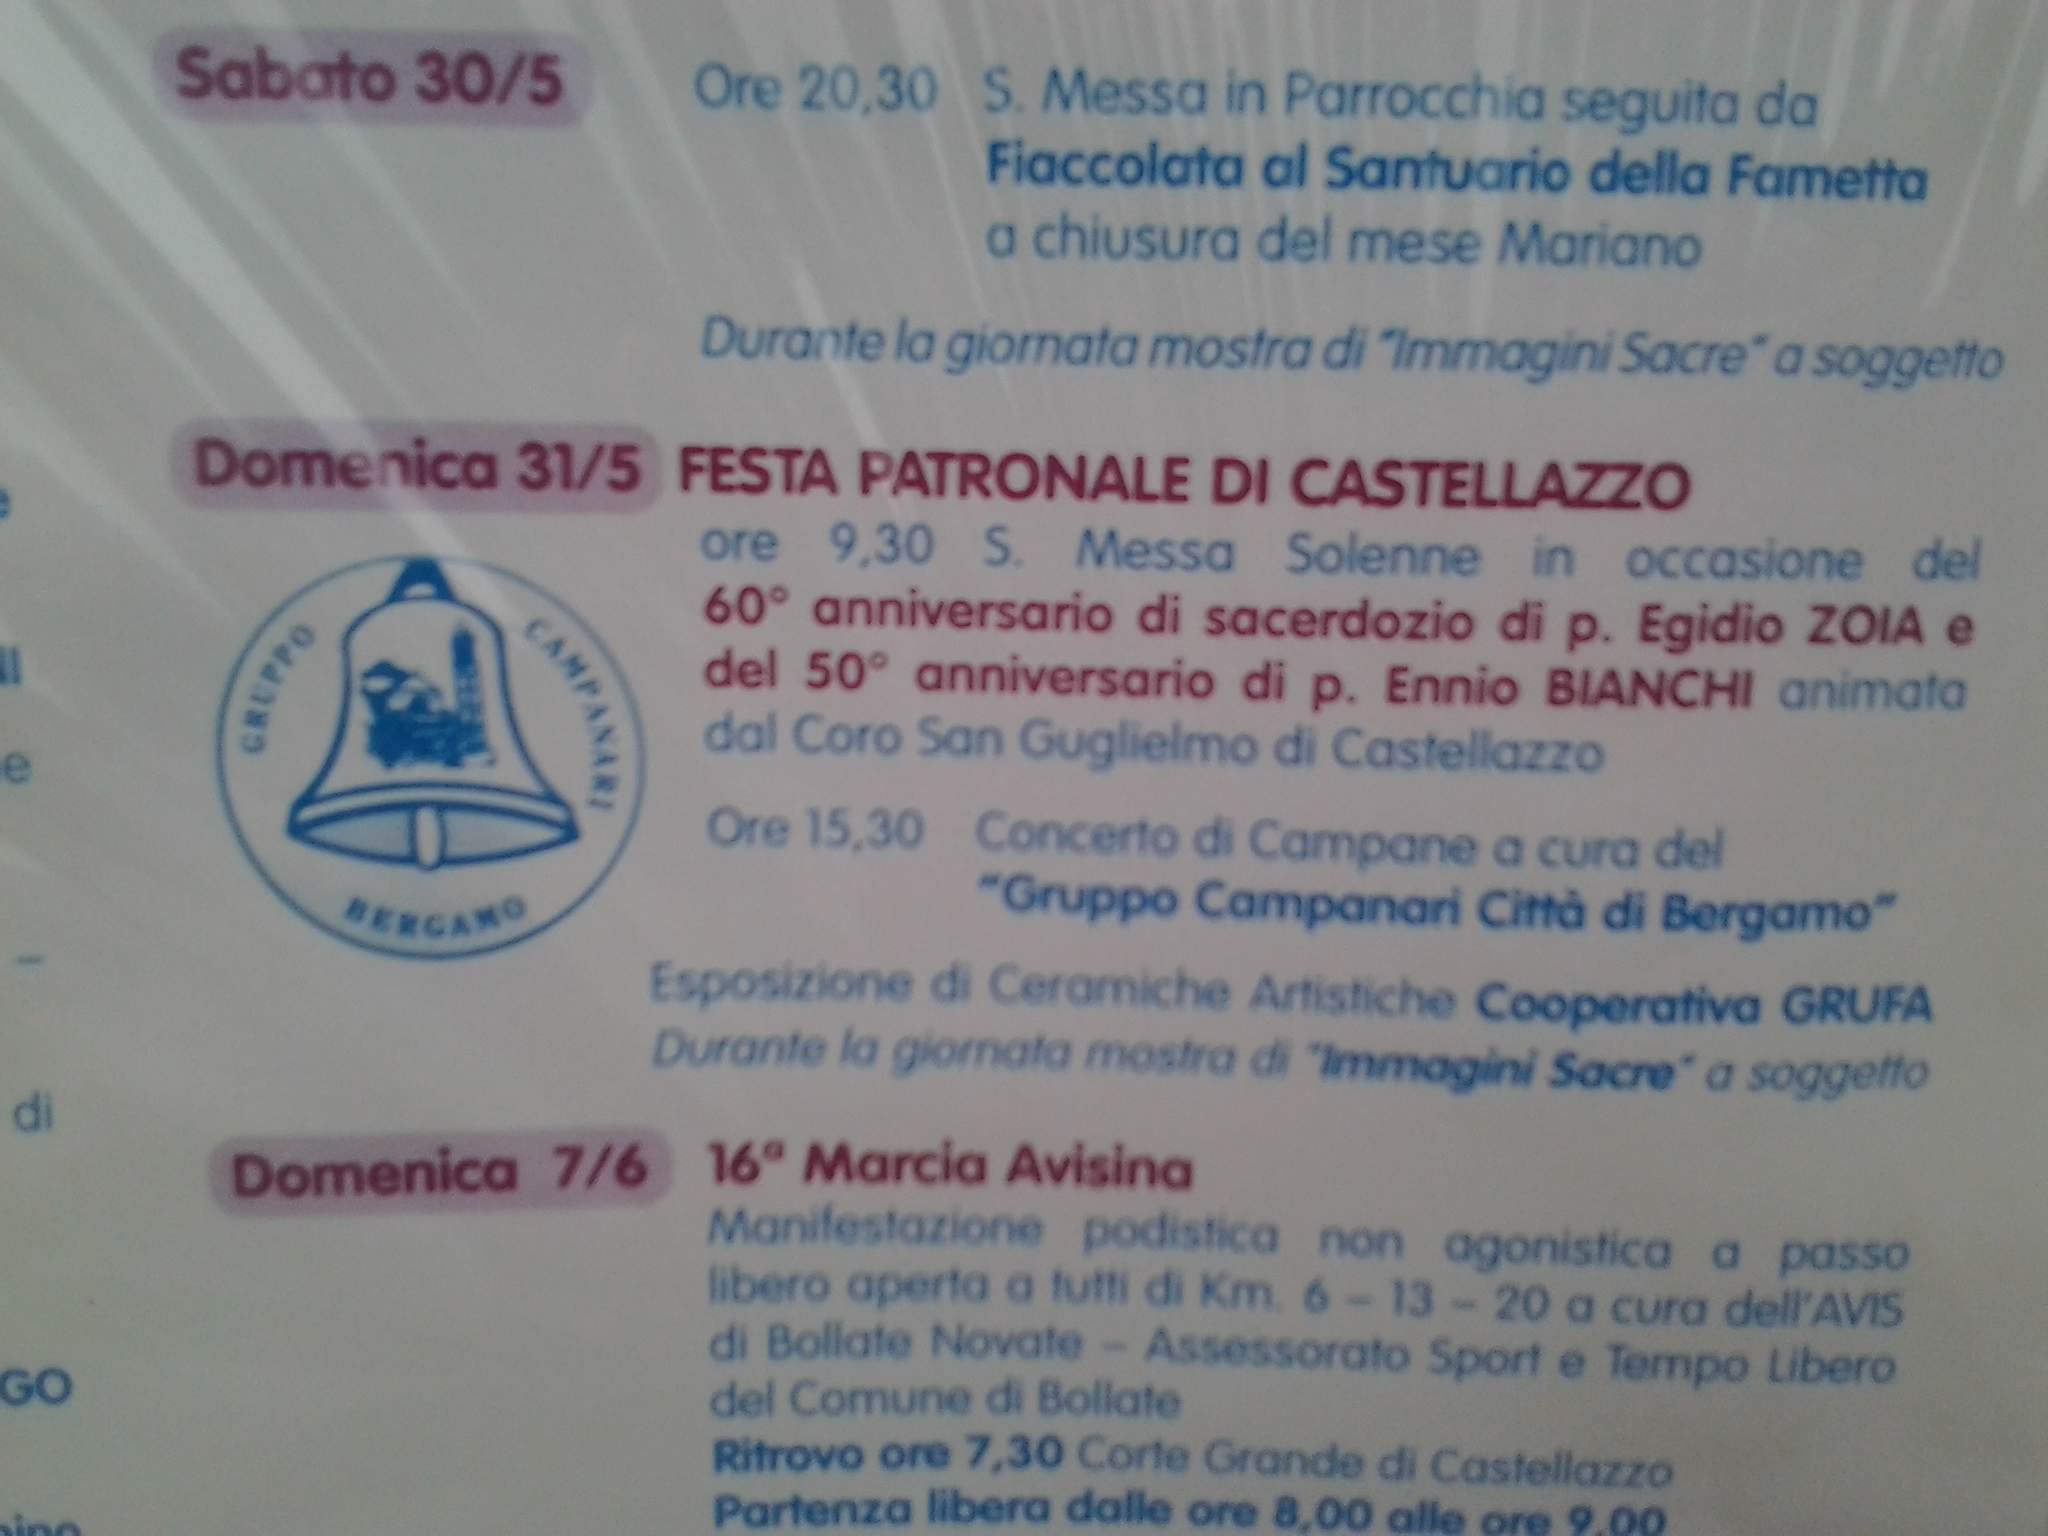 Sabato 30/5 Ore 20,30 S. Messa in Parrocchia seguita da
Fiaccolata al Santuario della Fametta
a chiusura del mese Mariano
Durante la giornata mostra di "Immagini Sacre" a soggetto
Domenica 31/5 FESTA PATRONALE DI CASTELLAZZO
ore 9,30 S. Messa Solenne in occasione del
60° anniversario di sacerdozio di p. Egidio ZOIA e
del 50° anniversario di p. Ennio BIANCHI animata
dal Coro San Guglielmo di Castellazzo
GRUPPO CAMPANARI
BERGAMO
Ore 15,30 Concerto di Campane a cura del
"Gruppo Campanari Città di Bergamo"
Esposizione di Ceramiche Artistiche Cooperativa GRUFA
Durante la giornata mostra di "Immagini Sacre" a soggetto
di
Domenica 7/6 16ª Marcia Avisina
Manifestazione podistica non agonistica a passo
libero aperta a tutti di Km. 6 – 13 – 20 a cura dell'AVIS
di Bollate Novate – Assessorato Sport e Tempo Libero
del Comune di Bollate
Ritrovo ore 7,30 Corte Grande di Castellazzo
Partenza libera dalle ore 8,00 alle ore 9,00